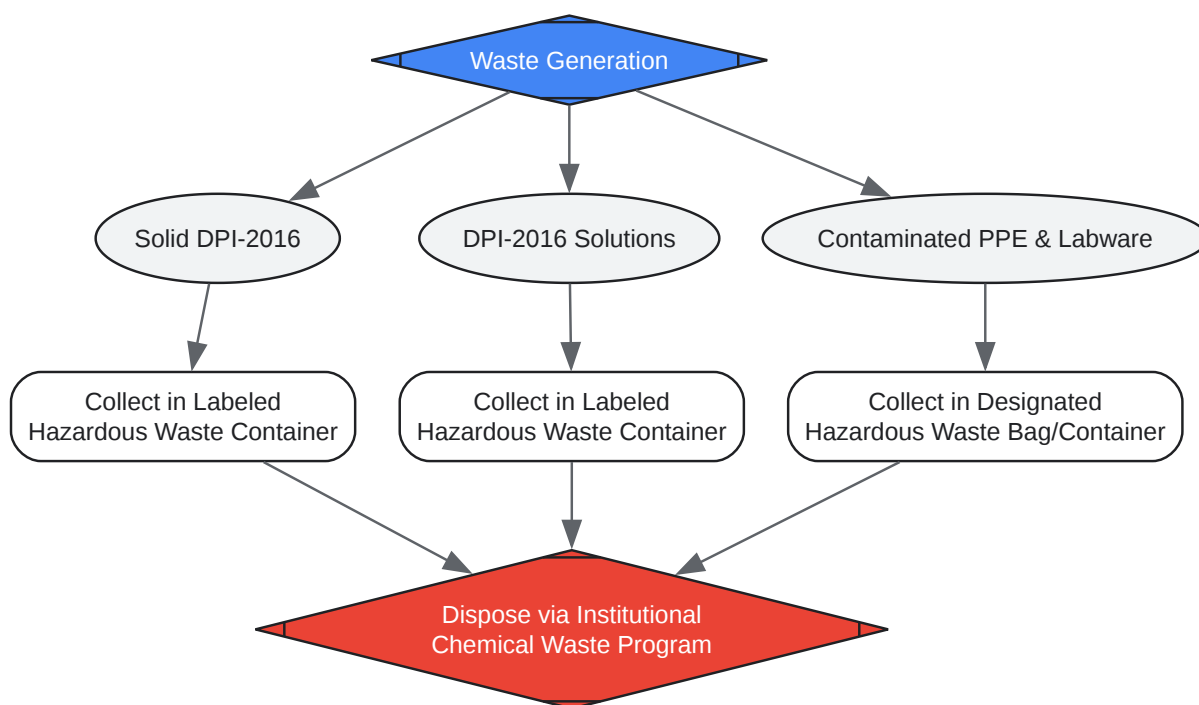 Waste Generation
Solid DPI-2016
DPI-2016 Solutions
Contaminated PPE & Labware
Collect in Labeled
Hazardous Waste Container
Collect in Labeled
Hazardous Waste Container
Collect in Designated
Hazardous Waste Bag/Container
Dispose via Institutional
Chemical Waste Program